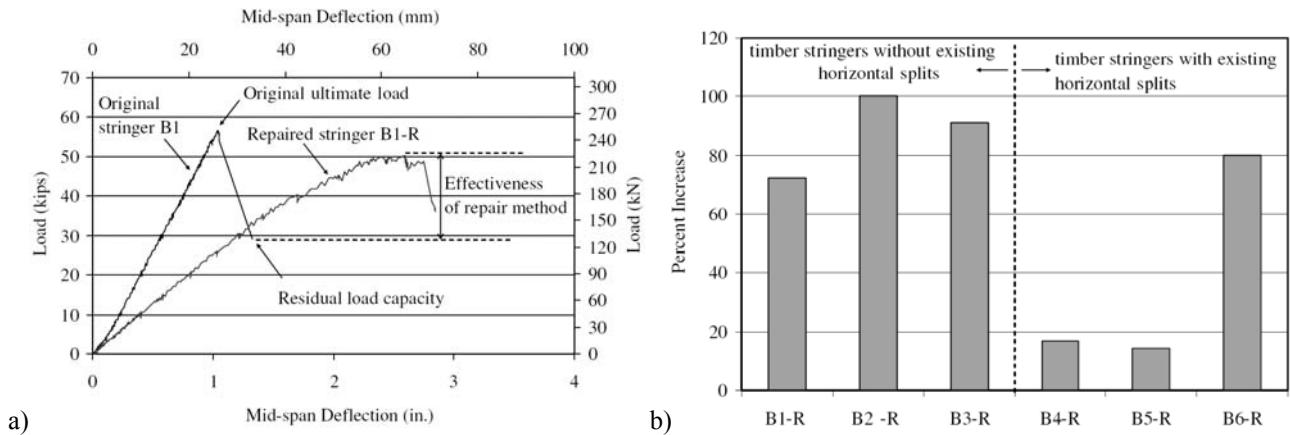 Mid-span Deflection (mm)
0 20 40 60 80 100
70
60
50
40
30
20
10
0
Load (kips)
Original
stringer B1
Original ultimate load
Repaired stringer B1-R
Effectiveness
of repair method
Residual load capacity
300
270
240
210
180
150
120
90
60
30
0
Load (kN)
0 1 2 3 4
Mid-span Deflection (in.)
a)
120
100
80
60
40
20
0
Percent Increase
timber stringers without existing
horizontal splits
timber stringers with existing
horizontal splits
B1-R B2 -R B3-R B4-R B5-R B6-R
b)